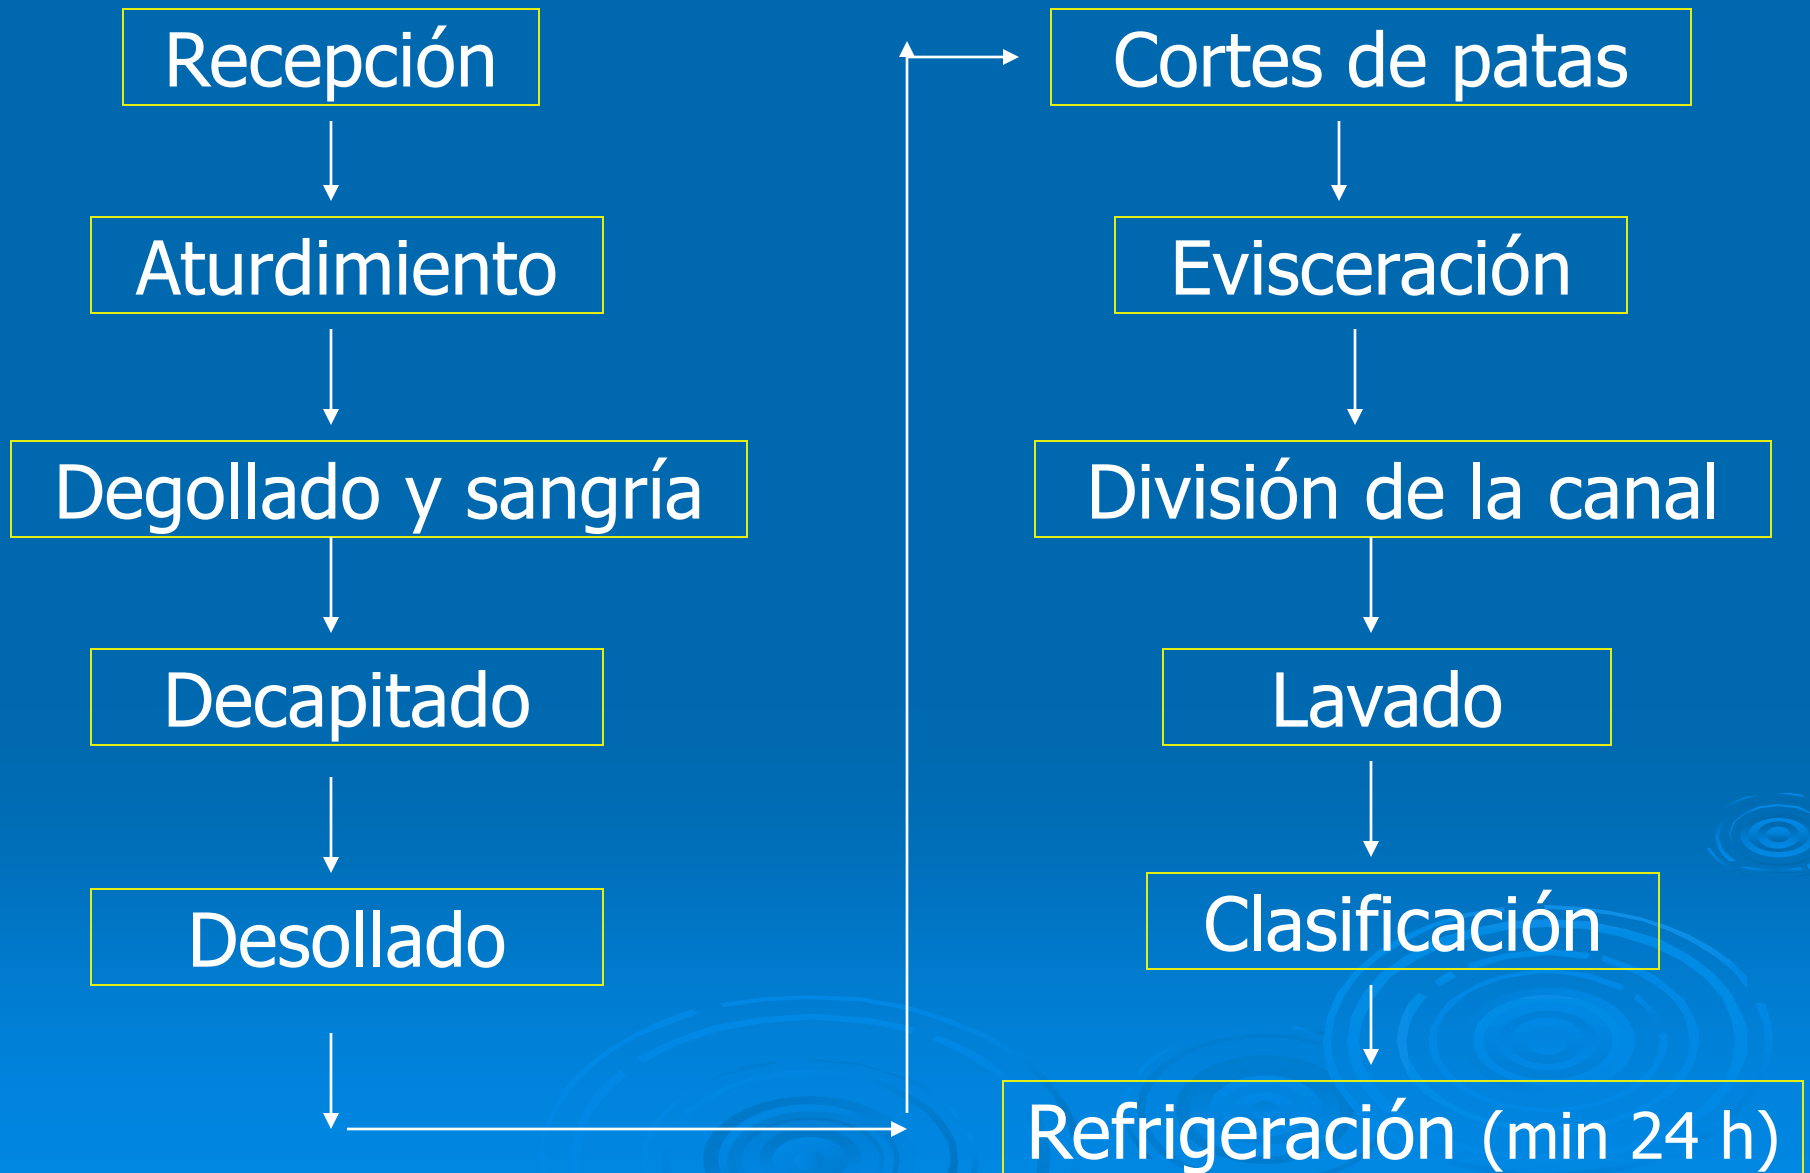 Recepción
Aturdimiento
Degollado y sangría
Decapitado
Desollado
Cortes de patas
Evisceración
División de la canal
Lavado
Clasificación
Refrigeración (min 24 h)